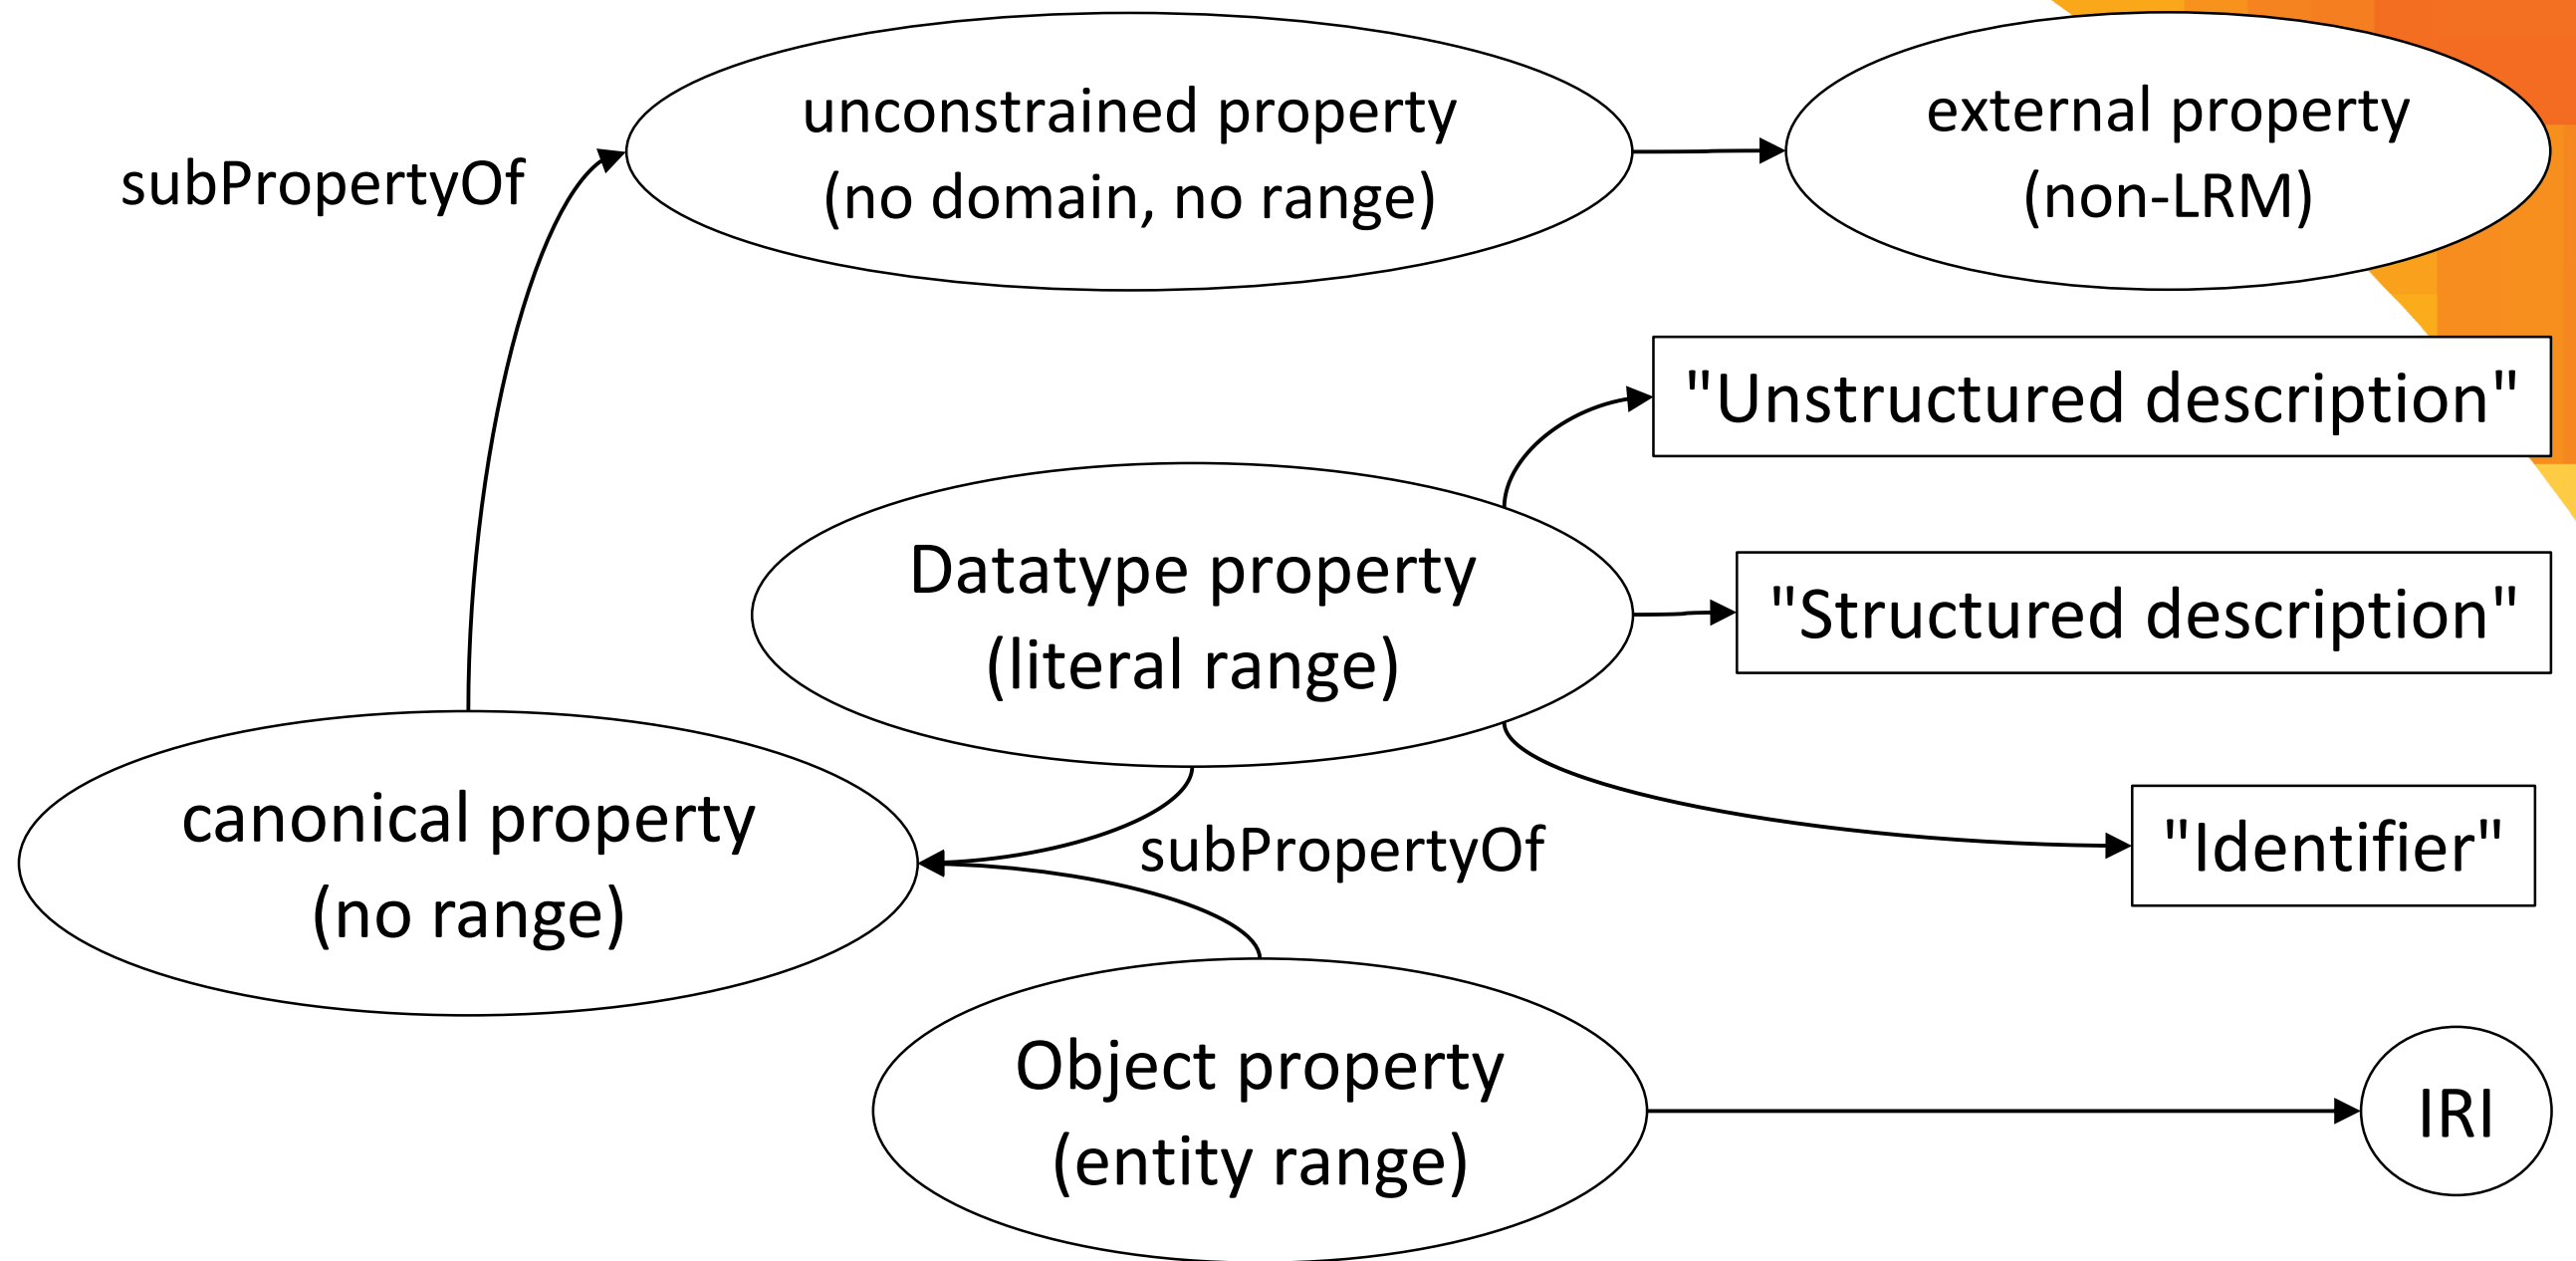 unconstrained property
(no domain, no range)
external property
(non-LRM)
subPropertyOf
"Unstructured description"
Datatype property
(literal range)
"Structured description"
canonical property
(no range)
subPropertyOf
"Identifier"
Object property
(entity range)
IRI